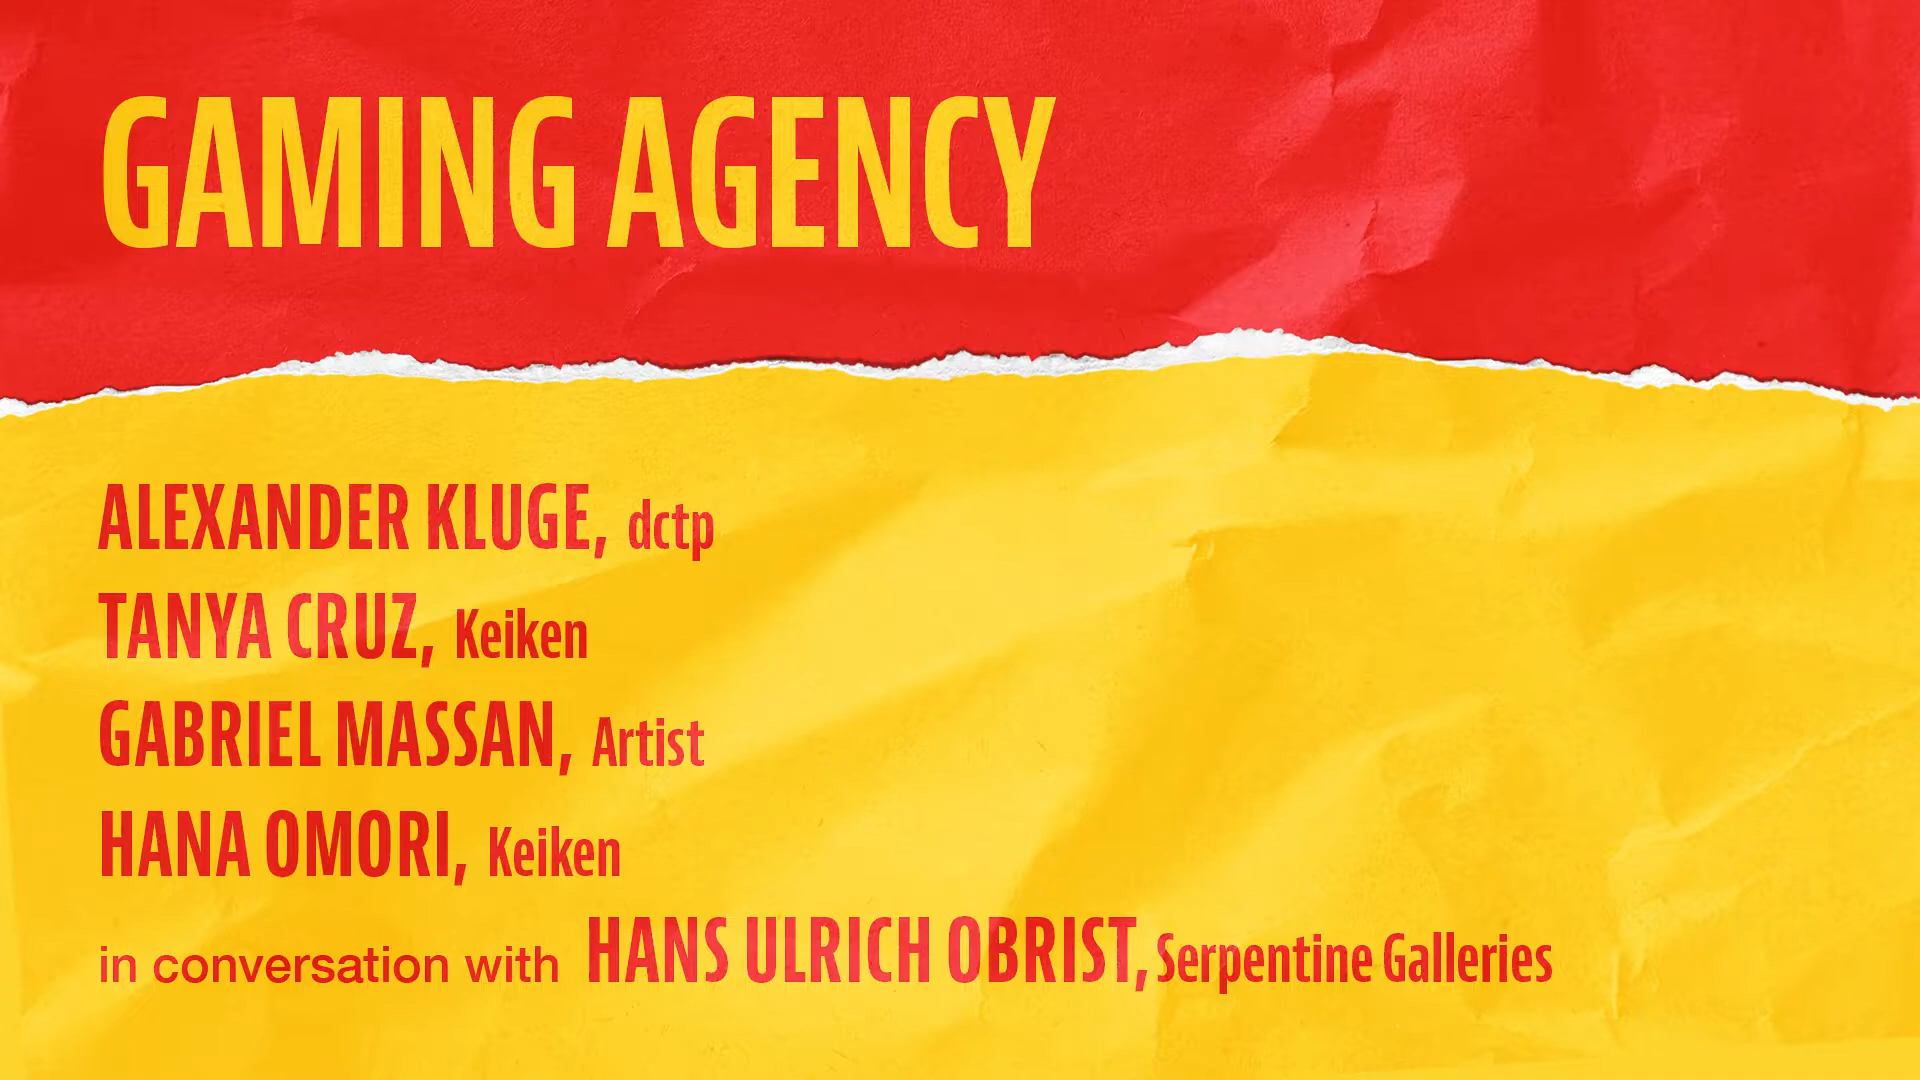 GAMING AGENCY
ALEXANDER KLUGE, dctp
TANYA CRUZ, Keiken
GABRIEL MASSAN, Artist
HANA OMORI, Keiken
in conversation with HANS ULRICH OBRIST, Serpentine Galleries